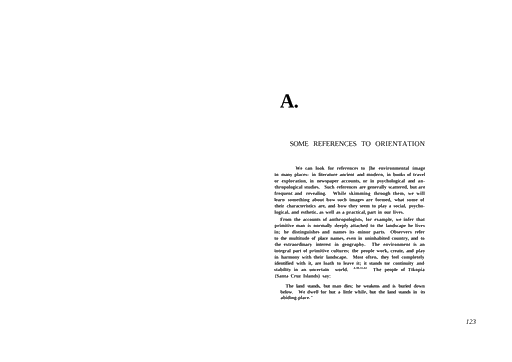 A.
SOME REFERENCES TO ORIENTATION
We can look for references to the environmental image
in many places: in literature ancient and modern, in books of travel
or exploration, in newspaper accounts, or in psychological and an-
thropological studies. Such references are generally scattered, but are
frequent and revealing. While skimming through them, we will
learn something about how such images are formed, what some of
their characteristics are, and how they seem to play a social, psycho-
logical, and esthetic, as well as a practical, part in our lives.
From the accounts of anthropologists, for example, we infer that
primitive man is normally deeply attached to the landscape he lives
in; he distinguishes and names its minor parts. Observers refer
to the multitude of place names, even in uninhabited country, and to
the extraordinary interest in geography. The environment is an
integral part of primitive cultures; the people work, create, and play
in harmony with their landscape. Most often, they feel completely
identified with it, are loath to leave it; it stands for continuity and
stability in an uncertain world. The people of Tikopia
(Santa Cruz Islands) say:
The land stands, but man dies; he weakens and is buried down
below. We dwell for but a little while, but the land stands in its
abiding-place."
123